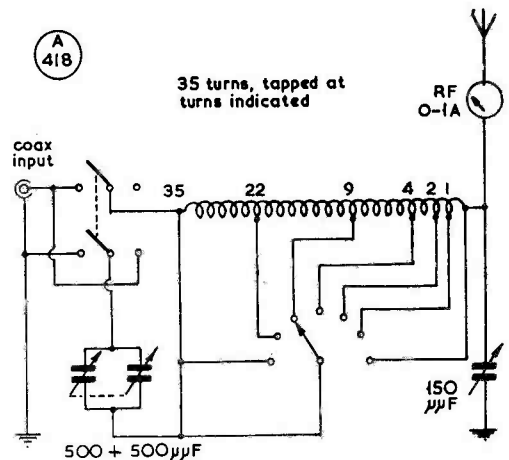 A
418
35 turns, tapped at
turns indicated
RF
0-1A
coax
input
35 22 9 4 2 1
150
μμF
500 + 500μμF